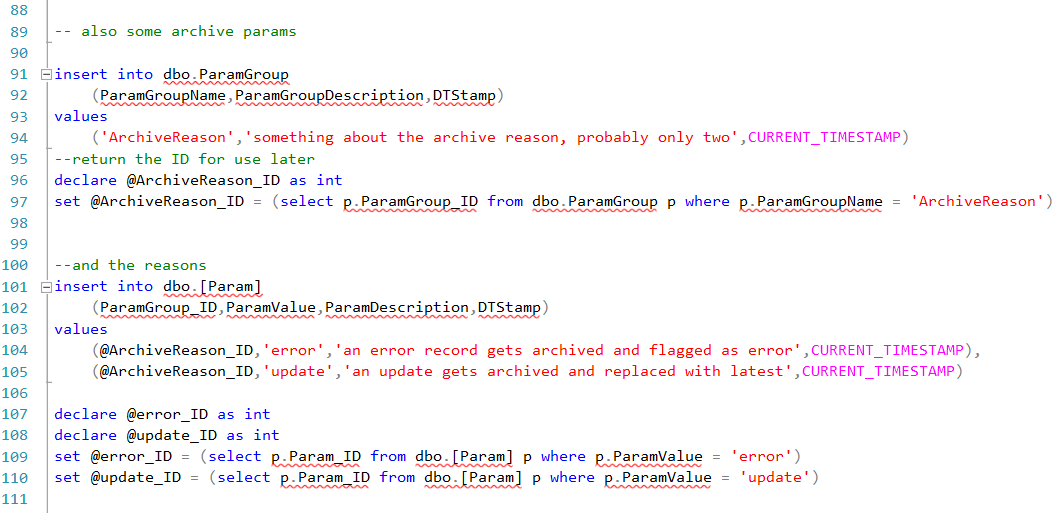 88
89 -- also some archive params
90
91 insert into dbo.ParamGroup
92 (ParamGroupName,ParamGroupDescription,DTStamp)
93 values
94 ('ArchiveReason','something about the archive reason, probably only two',CURRENT_TIMESTAMP)
95 --return the ID for use later
96 declare @ArchiveReason_ID as int
97 set @ArchiveReason_ID = (select p.ParamGroup_ID from dbo.ParamGroup p where p.ParamGroupName = 'ArchiveReason')
98
99
100 --and the reasons
101 insert into dbo.[Param]
102 (ParamGroup_ID,ParamValue,ParamDescription,DTStamp)
103 values
104 (@ArchiveReason_ID,'error','an error record gets archived and flagged as error',CURRENT_TIMESTAMP),
105 (@ArchiveReason_ID,'update','an update gets archived and replaced with latest',CURRENT_TIMESTAMP)
106
107 declare @error_ID as int
108 declare @update_ID as int
109 set @error_ID = (select p.Param_ID from dbo.[Param] p where p.ParamValue = 'error')
110 set @update_ID = (select p.Param_ID from dbo.[Param] p where p.ParamValue = 'update')
111